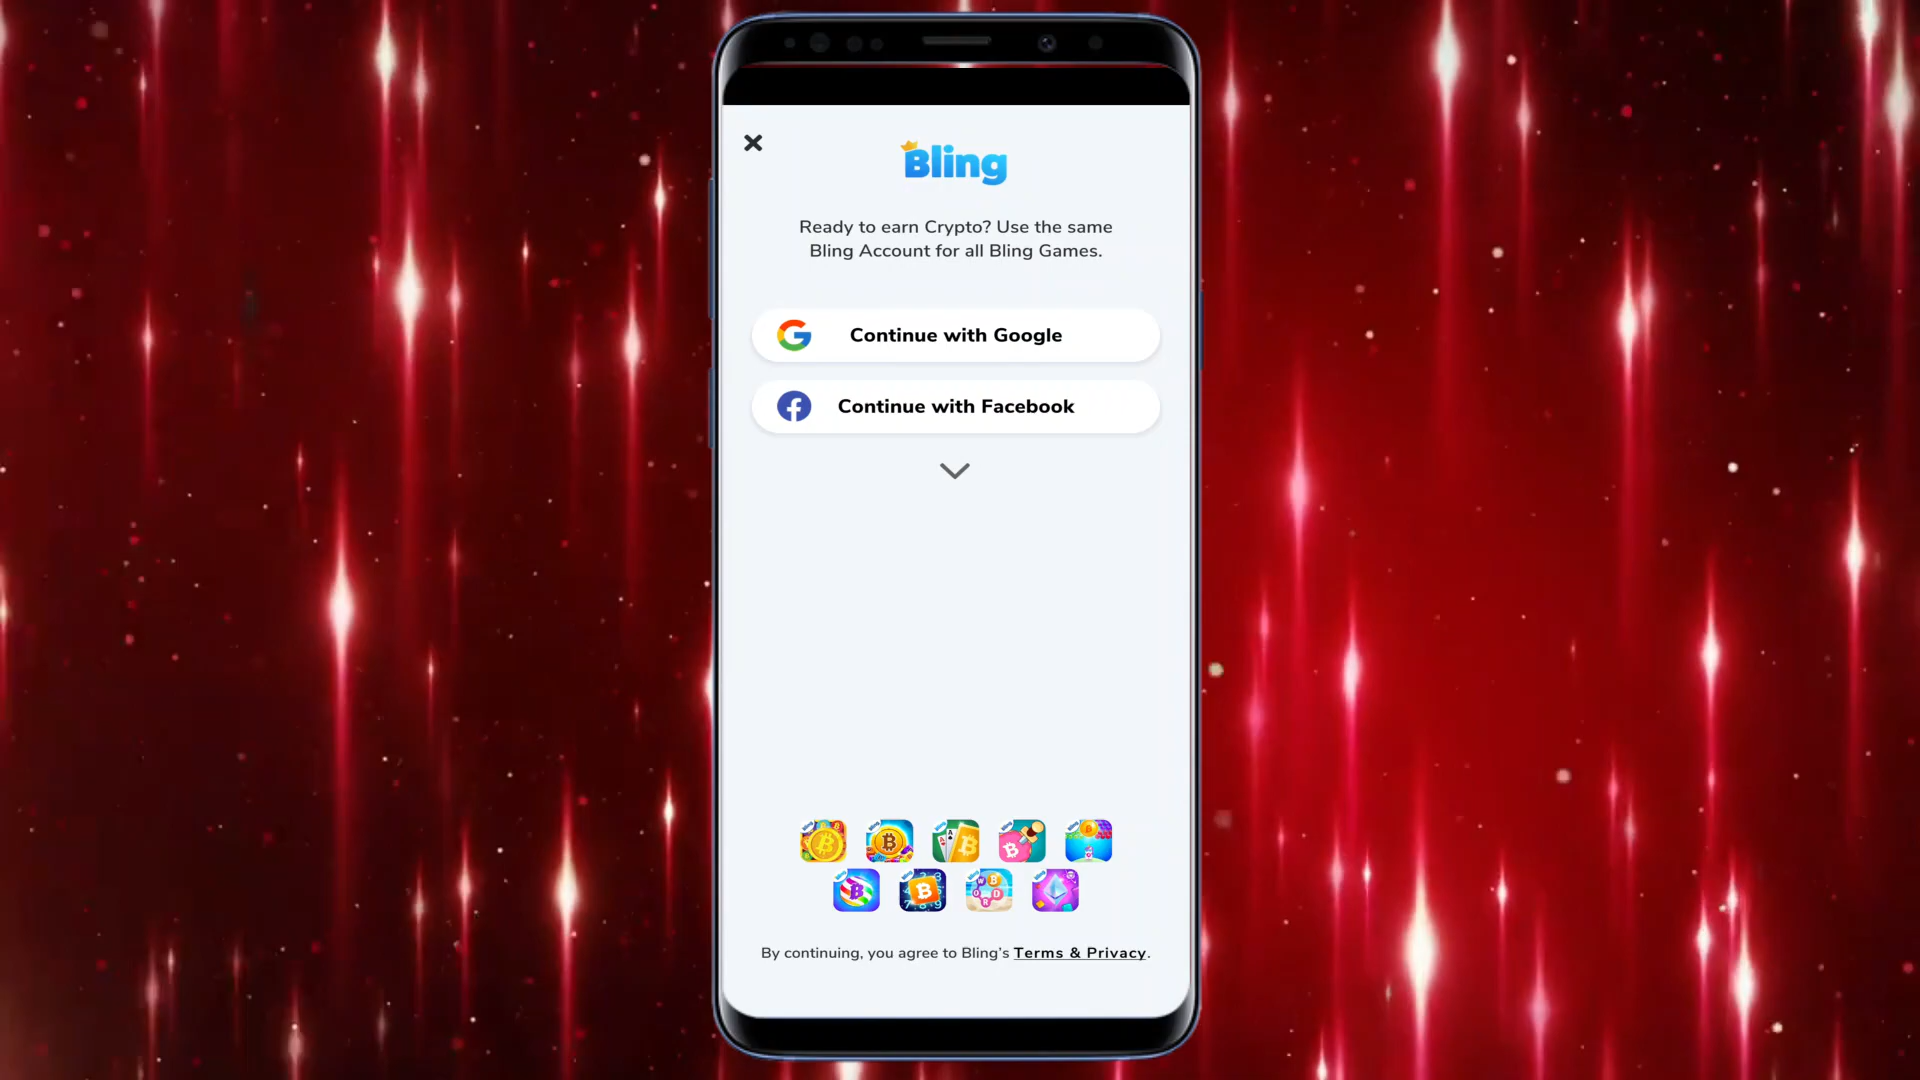 Bling
Ready to earn Crypto? Use the same
Bling Account for all Bling Games.
Continue with Google
Continue with Facebook
By continuing, you agree to Bling's Terms & Privacy.